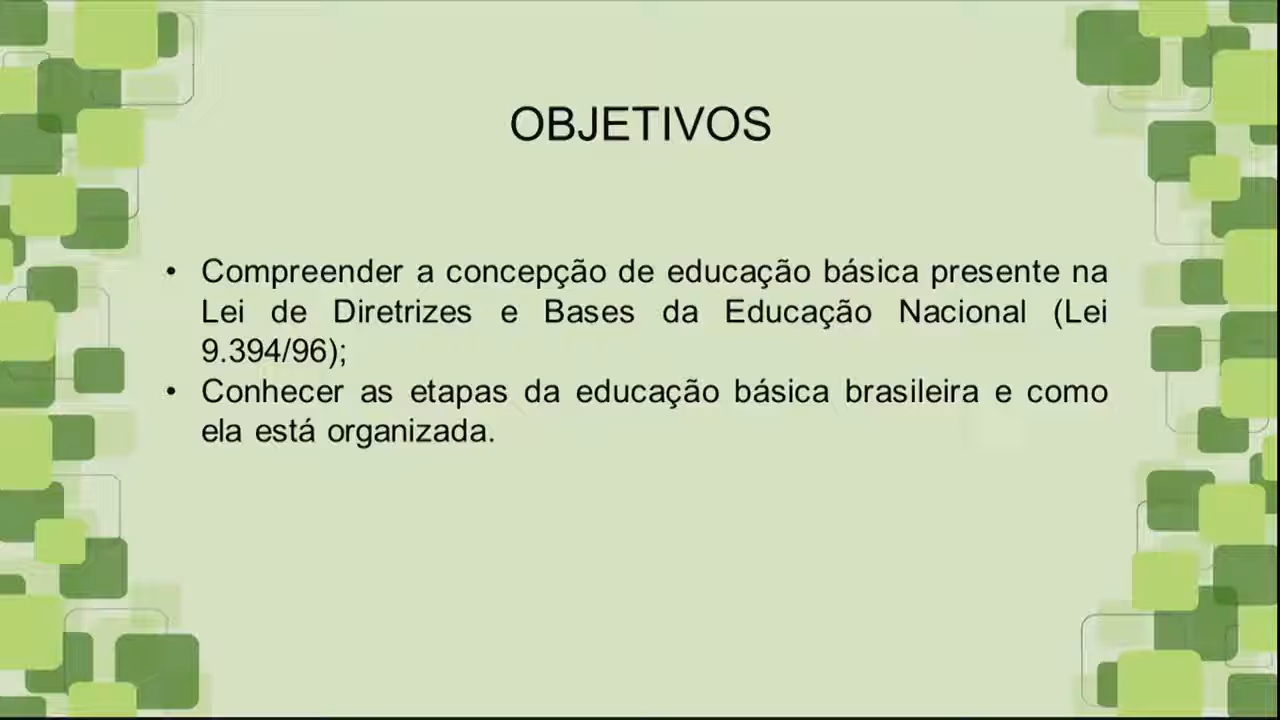 OBJETIVOS
• Compreender a concepção de educação básica presente na
Lei de Diretrizes e Bases da Educação Nacional (Lei
9.394/96);
• Conhecer as etapas da educação básica brasileira e como
ela está organizada.